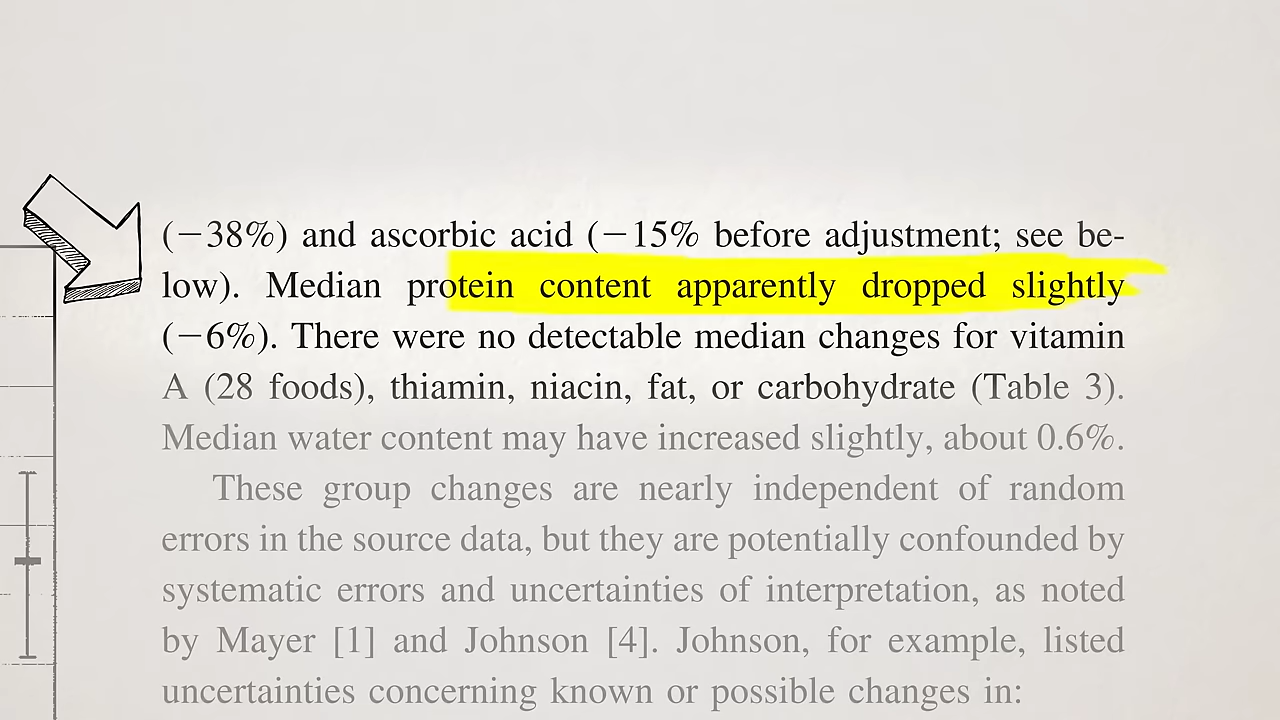 (−38%) and ascorbic acid (−15% before adjustment; see be-
low). Median protein content apparently dropped slightly
(−6%). There were no detectable median changes for vitamin
A (28 foods), thiamin, niacin, fat, or carbohydrate (Table 3).
Median water content may have increased slightly, about 0.6%.
These group changes are nearly independent of random
errors in the source data, but they are potentially confounded by
systematic errors and uncertainties of interpretation, as noted
by Mayer [1] and Johnson [4]. Johnson, for example, listed
uncertainties concerning known or possible changes in: